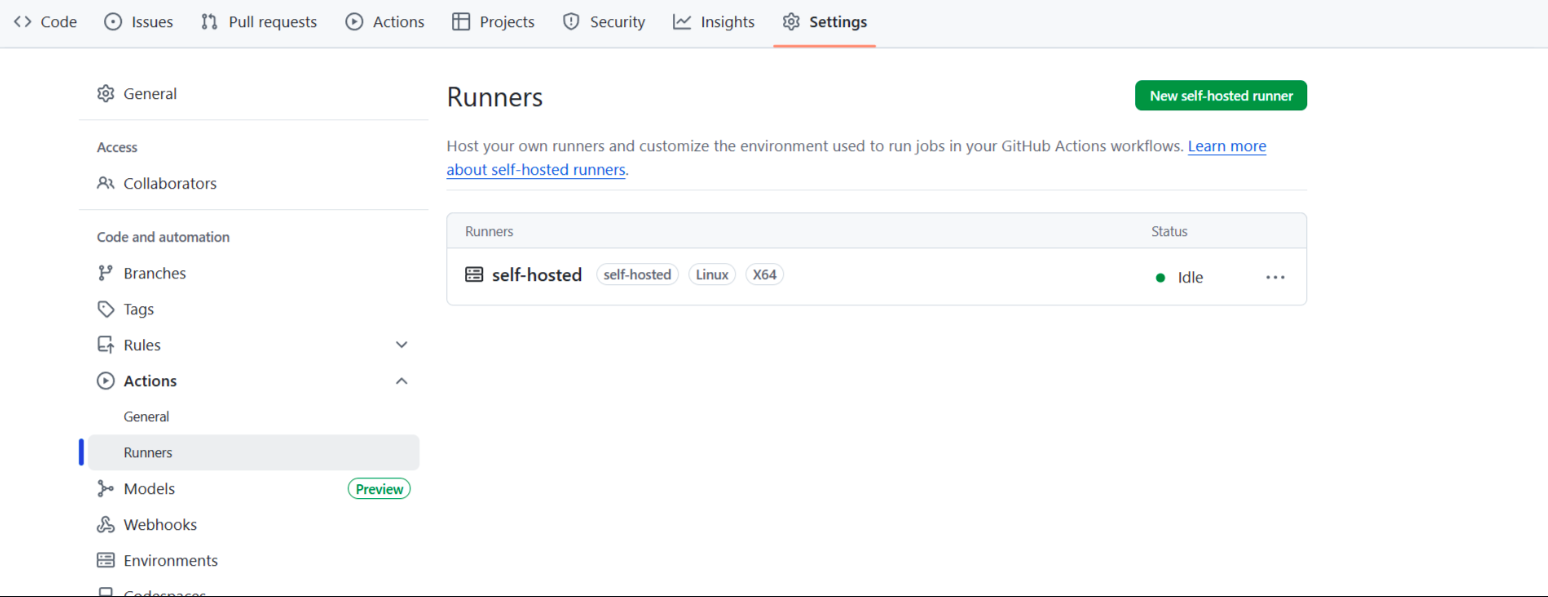 Code Issues Pull requests Actions Projects Security Insights Settings
General
Access
Collaborators
Code and automation
Branches
Tags
Rules
Actions
General
Runners
Models Preview
Webhooks
Environments
Codespaces
Runners
New self-hosted runner
Host your own runners and customize the environment used to run jobs in your GitHub Actions workflows. Learn more
about self-hosted runners.
Runners Status
self-hosted self-hosted Linux X64 Idle